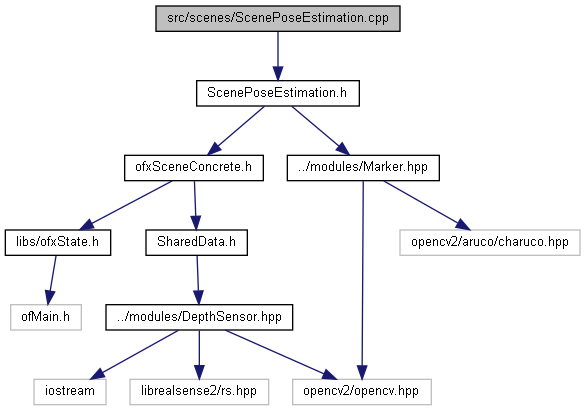 src/scenes/ScenePoseEstimation.cpp
ScenePoseEstimation.h
ofxSceneConcrete.h
../modules/Marker.hpp
libs/ofxState.h
SharedData.h
opencv2/aruco/charuco.hpp
ofMain.h
../modules/DepthSensor.hpp
iostream
librealsense2/rs.hpp
opencv2/opencv.hpp